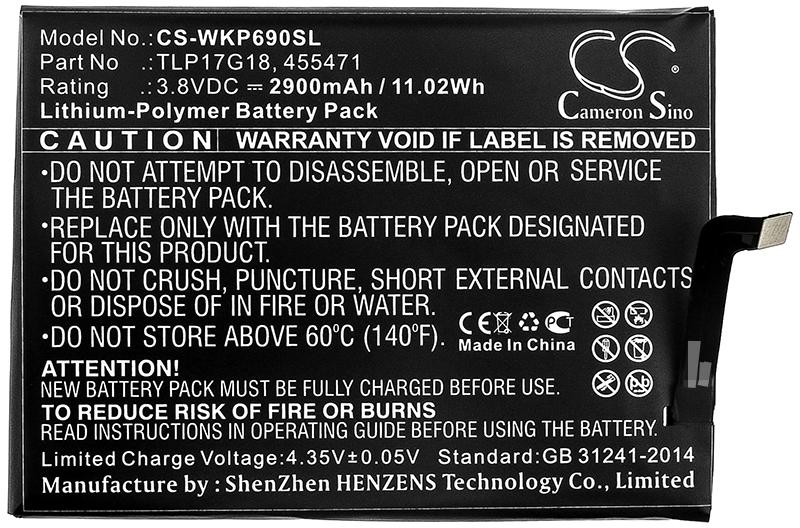 Model No.:CS-WKP690SL
Part No :TLP17G18, 455471
Rating :3.8VDC ⎓ 2900mAh / 11.02Wh
Lithium-Polymer Battery Pack
CS
Cameron Sino
CAUTION WARRANTY VOID IF LABEL IS REMOVED
•DO NOT ATTEMPT TO DISASSEMBLE, OPEN OR SERVICE
THE BATTERY PACK.
•REPLACE ONLY WITH THE BATTERY PACK DESIGNATED
FOR THIS PRODUCT.
•DO NOT CRUSH, PUNCTURE, SHORT EXTERNAL CONTACTS
OR DISPOSE OF IN FIRE OR WATER.
•DO NOT STORE ABOVE 60°C (140°F).
CE PCT
Made In China
Pb
ATTENTION:
NEW BATTERY PACK MUST BE FULLY CHARGED BEFORE USE
TO REDUCE RISK OF FIRE OR BURNS
READ INSTRUCTIONS OF OPERATING GUIDE BEFORE USING THE BATTERY.
Limited Charge Voltage:4.35V±0.05V Standard:GB 31241-2014
Manufacture by : ShenZhen HENZENS Technology Co., Limited